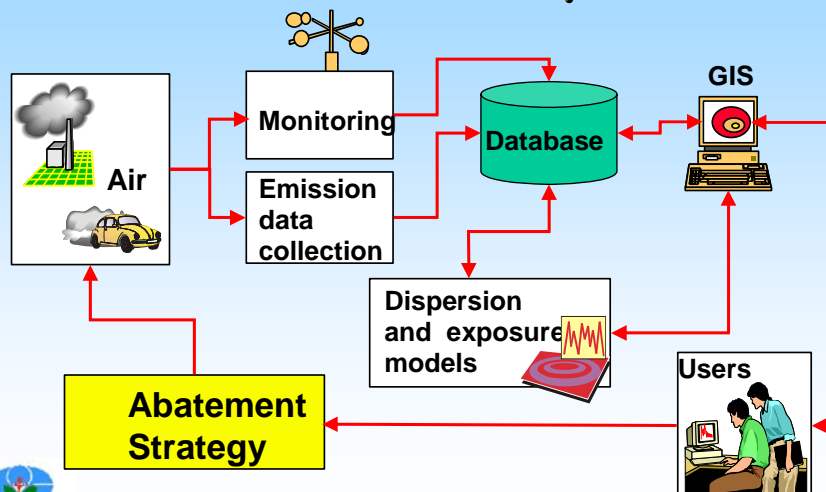 GIS
Monitoring
Database
Air
Emission
data
collection
Dispersion
and exposure
models
Users
Abatement
Strategy